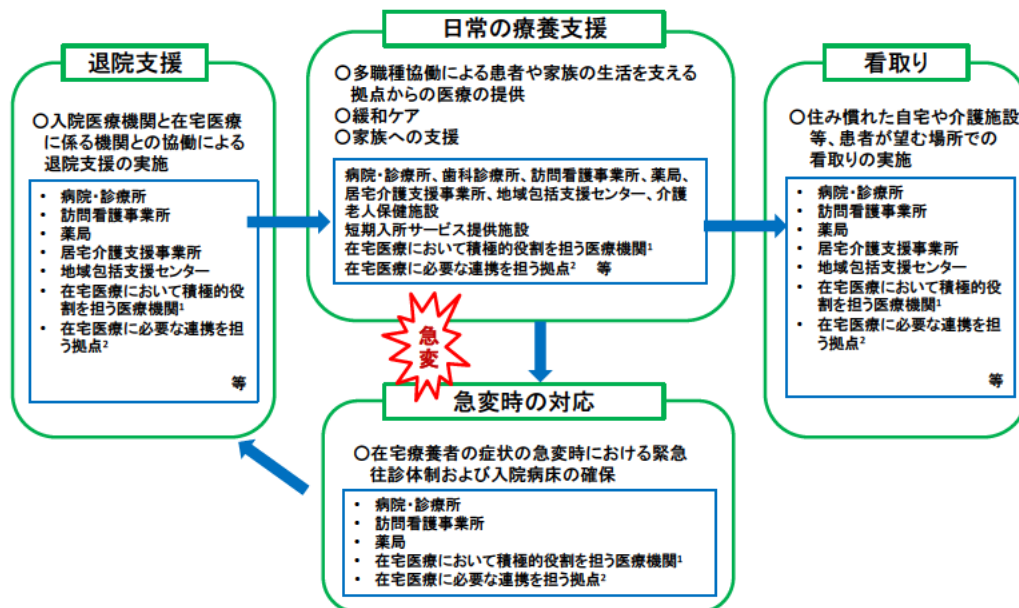 退院支援
〇入院医療機関と在宅医療
に係る機関との協働による
退院支援の実施
• 病院・診療所
• 訪問看護事業所
• 薬局
• 居宅介護支援事業所
• 地域包括支援センター
• 在宅医療において積極的役
割を担う医療機関¹
• 在宅医療に必要な連携を担
う拠点²
等
日常の療養支援
〇多職種協働による患者や家族の生活を支える
拠点からの医療の提供
〇緩和ケア
〇家族への支援
病院・診療所、歯科診療所、訪問看護事業所、薬局、
居宅介護支援事業所、地域包括支援センター、介護
老人保健施設
短期入所サービス提供施設
在宅医療において積極的役割を担う医療機関¹
在宅医療に必要な連携を担う拠点² 等
急変
急変時の対応
〇在宅療養者の症状の急変時における緊急
往診体制および入院病床の確保
• 病院・診療所
• 訪問看護事業所
• 薬局
• 在宅医療において積極的役割を担う医療機関¹
• 在宅医療に必要な連携を担う拠点²
看取り
〇住み慣れた自宅や介護施設
等、患者が望む場所での
看取りの実施
• 病院・診療所
• 訪問看護事業所
• 薬局
• 居宅介護支援事業所
• 地域包括支援センター
• 在宅医療において積極的役
割を担う医療機関¹
• 在宅医療に必要な連携を担
う拠点²
等